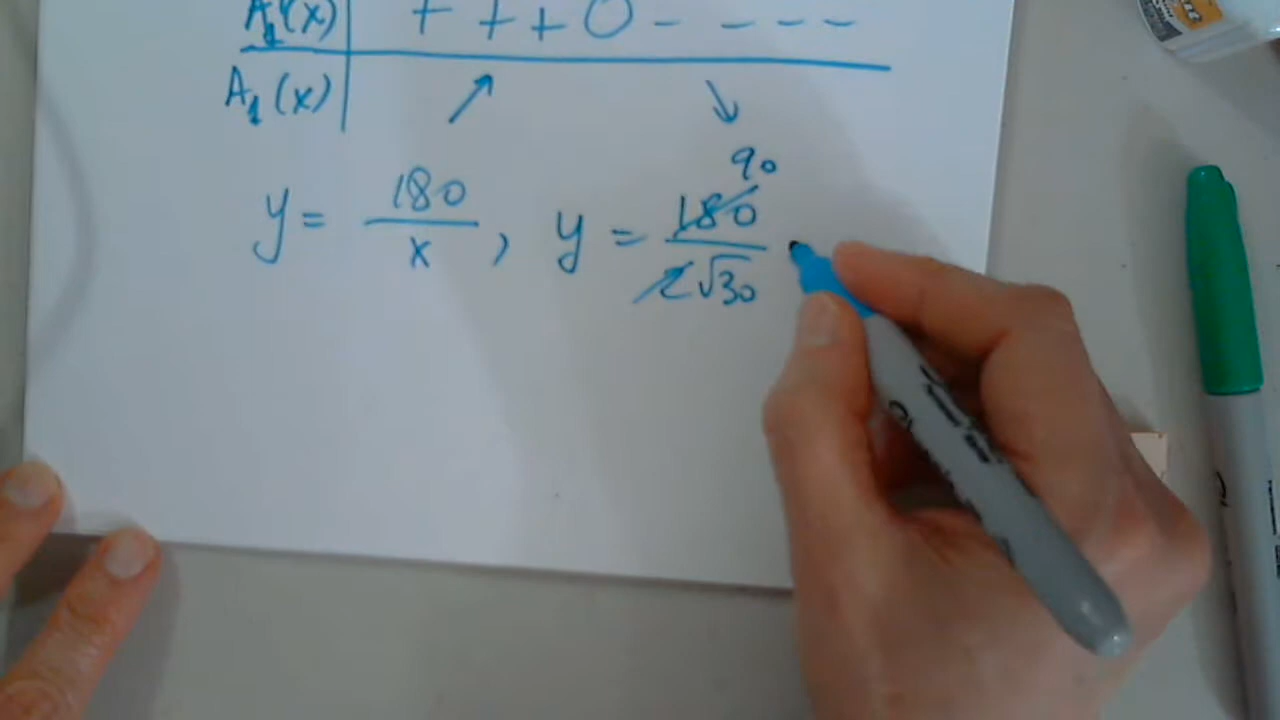 A₁'(x) + + + 0 - - - -
A₁(x) ↗ ↘
y = 180/x , y = 180/2√30
90